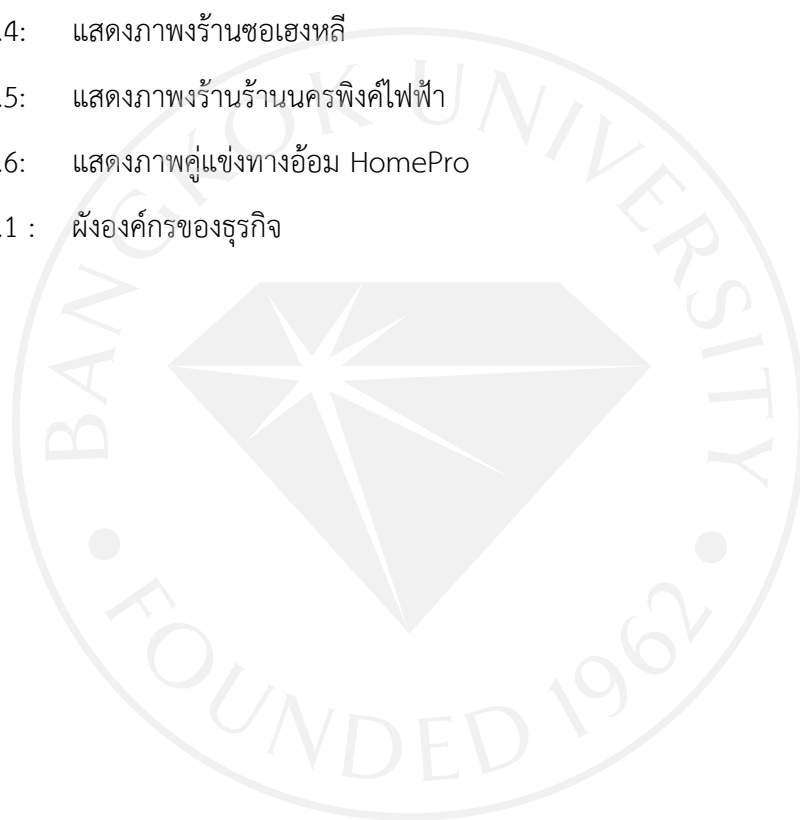 .4: แสดงภาพงร้านซอเฮงหลี
.5: แสดงภาพงร้านร้านนครพิงค์ไฟฟ้า
.6: แสดงภาพคู่แข่งทางอ้อม HomePro
.1 : ผังองค์กรของธุรกิจ
BANGKOK UNIVERSITY
FOUNDED 1962